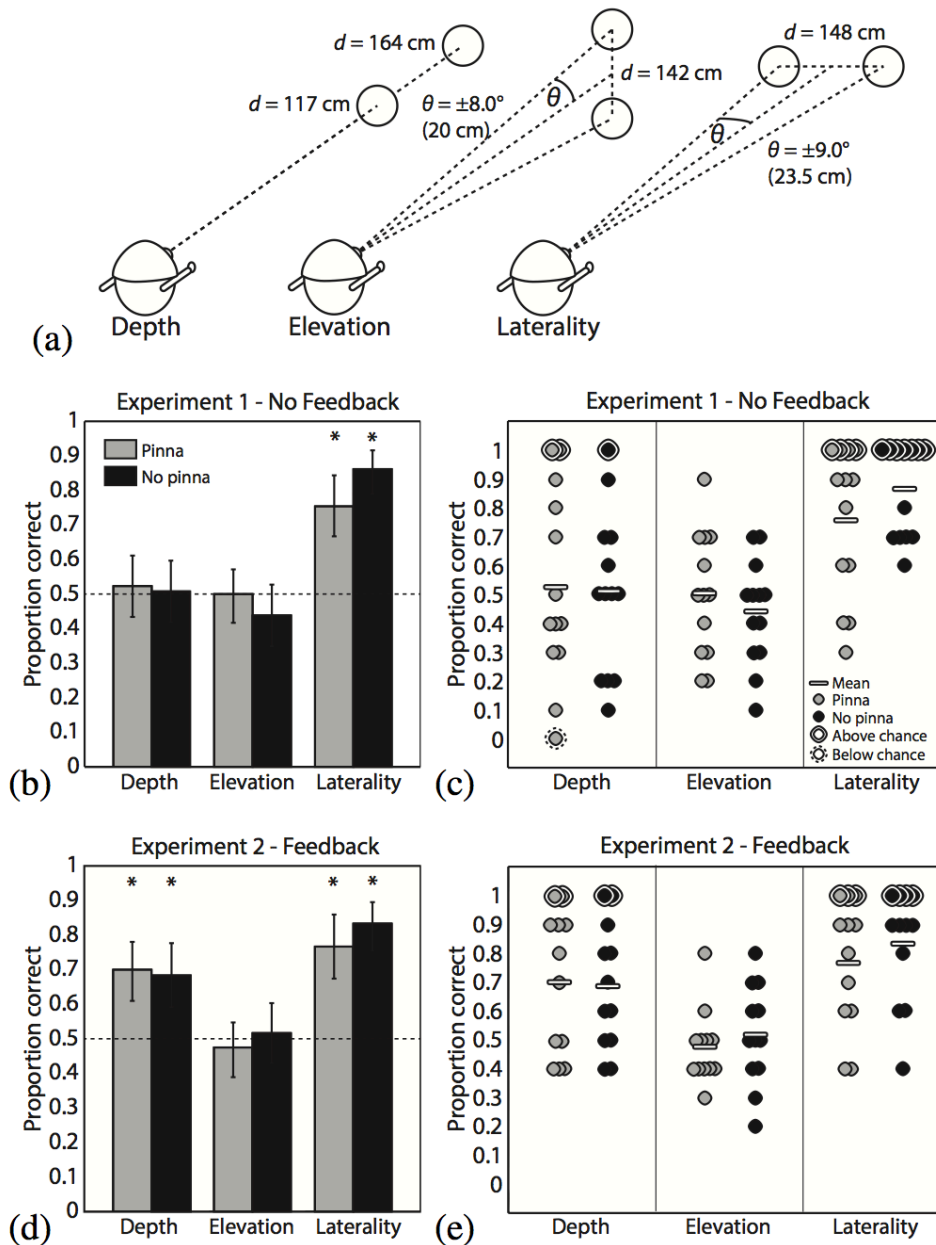 d = 164 cm
d = 148 cm
d = 142 cm
d = 117 cm
θ = ±8.0°
(20 cm)
θ
θ
θ = ±9.0°
(23.5 cm)
(a)
Depth
Elevation
Laterality
Experiment 1 - No Feedback
1
0.9
0.8
0.7
0.6
0.5
0.4
0.3
0.2
0.1
0
Proportion correct
Pinna
No pinna
* *
(b)
Depth
Elevation
Laterality
Experiment 1 - No Feedback
1
0.9
0.8
0.7
0.6
0.5
0.4
0.3
0.2
0.1
0
Proportion correct
Mean
Pinna
No pinna
Above chance
Below chance
(c)
Depth
Elevation
Laterality
Experiment 2 - Feedback
1
0.9
0.8
0.7
0.6
0.5
0.4
0.3
0.2
0.1
0
Proportion correct
* *
* *
(d)
Depth
Elevation
Laterality
Experiment 2 - Feedback
1
0.9
0.8
0.7
0.6
0.5
0.4
0.3
0.2
0.1
0
Proportion correct
(e)
Depth
Elevation
Laterality